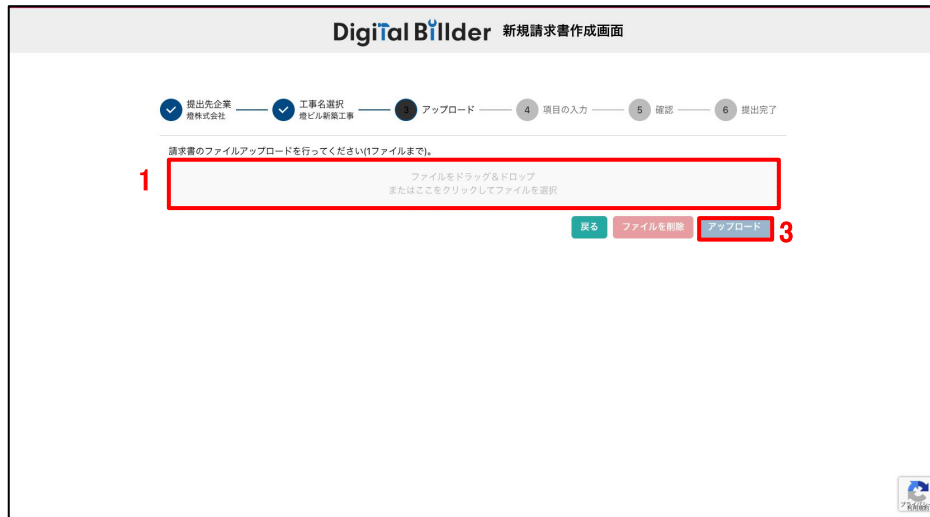 Digital Billder 新規請求書作成画面
提出先企業
燈株式会社
工事名選択
燈ビル新築工事
3 アップロード
4 項目の入力
5 確認
6 提出完了
請求書のファイルアップロードを行ってください(1ファイルまで)。
1
ファイルをドラッグ&ドロップ
またはここをクリックしてファイルを選択
戻る
ファイルを削除
アップロード
3